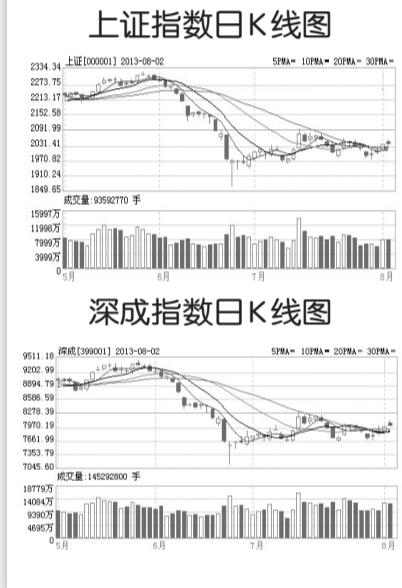 上证指数日K线图
上证[000001] 2013-08-02 5PMA= 10PMA= 20PMA= 30PMA=
2334.34
2273.75
2213.17
2152.58
2091.99
2031.41
1970.82
1910.24
1849.65
成交量:93592770 手
15997万
11998万
7999万
3999万
0
5月 6月 7月 8月
深成指数日K线图
深成[399001] 2013-08-02 5PMA= 10PMA= 20PMA= 30PMA=
9511.18
9202.99
8894.79
8586.59
8278.39
7970.19
7661.99
7353.79
7045.60
成交量:145292800 手
18779万
14084万
9390万
4695万
0
5月 6月 7月 8月